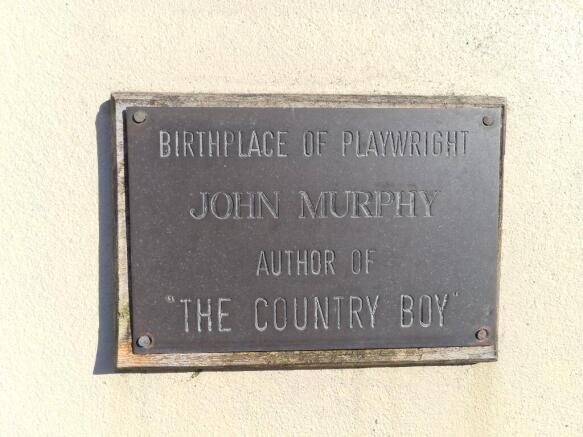 BIRTHPLACE OF PLAYWRIGHT
JOHN MURPHY
AUTHOR OF
"THE COUNTRY BOY"